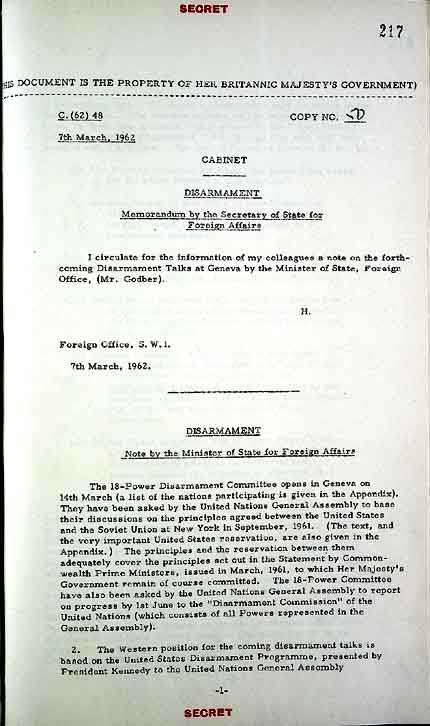 SECRET
217
HIS DOCUMENT IS THE PROPERTY OF HER BRITANNIC MAJESTY'S GOVERNMENT)
C.(62) 48
COPY NO. 50
7th March, 1962
CABINET
DISARMAMENT
Memorandum by the Secretary of State for
Foreign Affairs
I circulate for the information of my colleagues a note on the forth-
coming Disarmament Talks at Geneva by the Minister of State, Foreign
Office, (Mr. Godber).
H.
Foreign Office, S. W. 1.
7th March, 1962.
DISARMAMENT
Note by the Minister of State for Foreign Affairs
The 18-Power Disarmament Committee opens in Geneva on
14th March (a list of the nations participating is given in the Appendix).
They have been asked by the United Nations General Assembly to base
their discussions on the principles agreed between the United States
and the Soviet Union at New York in September, 1961. (The text, and
the very important United States reservation, are also given in the
Appendix.) The principles and the reservation between them
adequately cover the principles set out in the Statement by Common-
wealth Prime Ministers, issued in March, 1961, to which Her Majesty's
Government remain of course committed. The 18-Power Committee
have also been asked by the United Nations General Assembly to report
on progress by 1st June to the "Disarmament Commission" of the
United Nations (which consists of all Powers represented in the
General Assembly).
2. The Western position for the coming disarmament talks is
based on the United States Disarmament Programme, presented by
President Kennedy to the United Nations General Assembly
-1-
SECRET